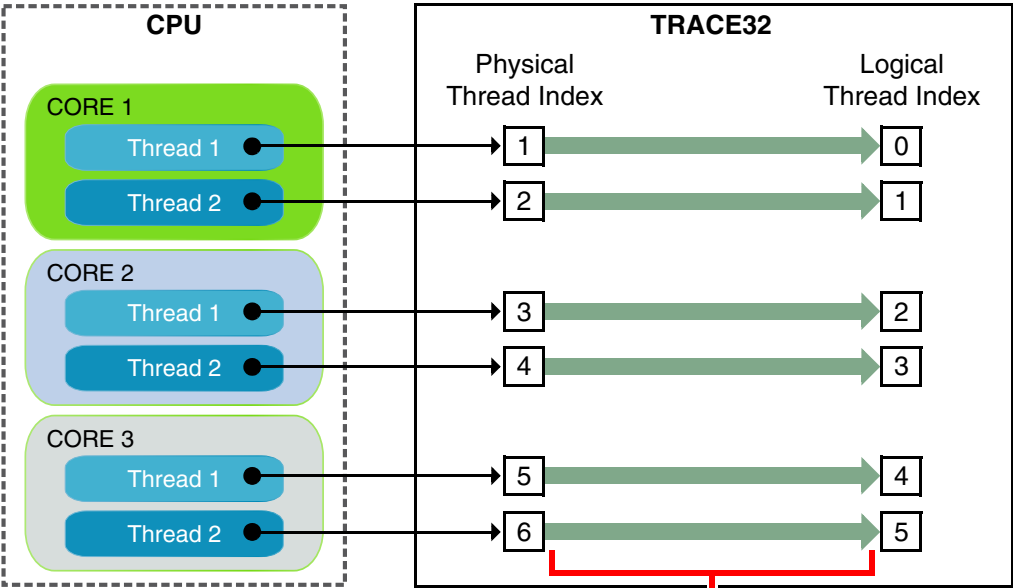 CPU
CORE 1
Thread 1
Thread 2
CORE 2
Thread 1
Thread 2
CORE 3
Thread 1
Thread 2
TRACE32
Physical
Thread Index
Logical
Thread Index
1
0
2
1
3
2
4
3
5
4
6
5